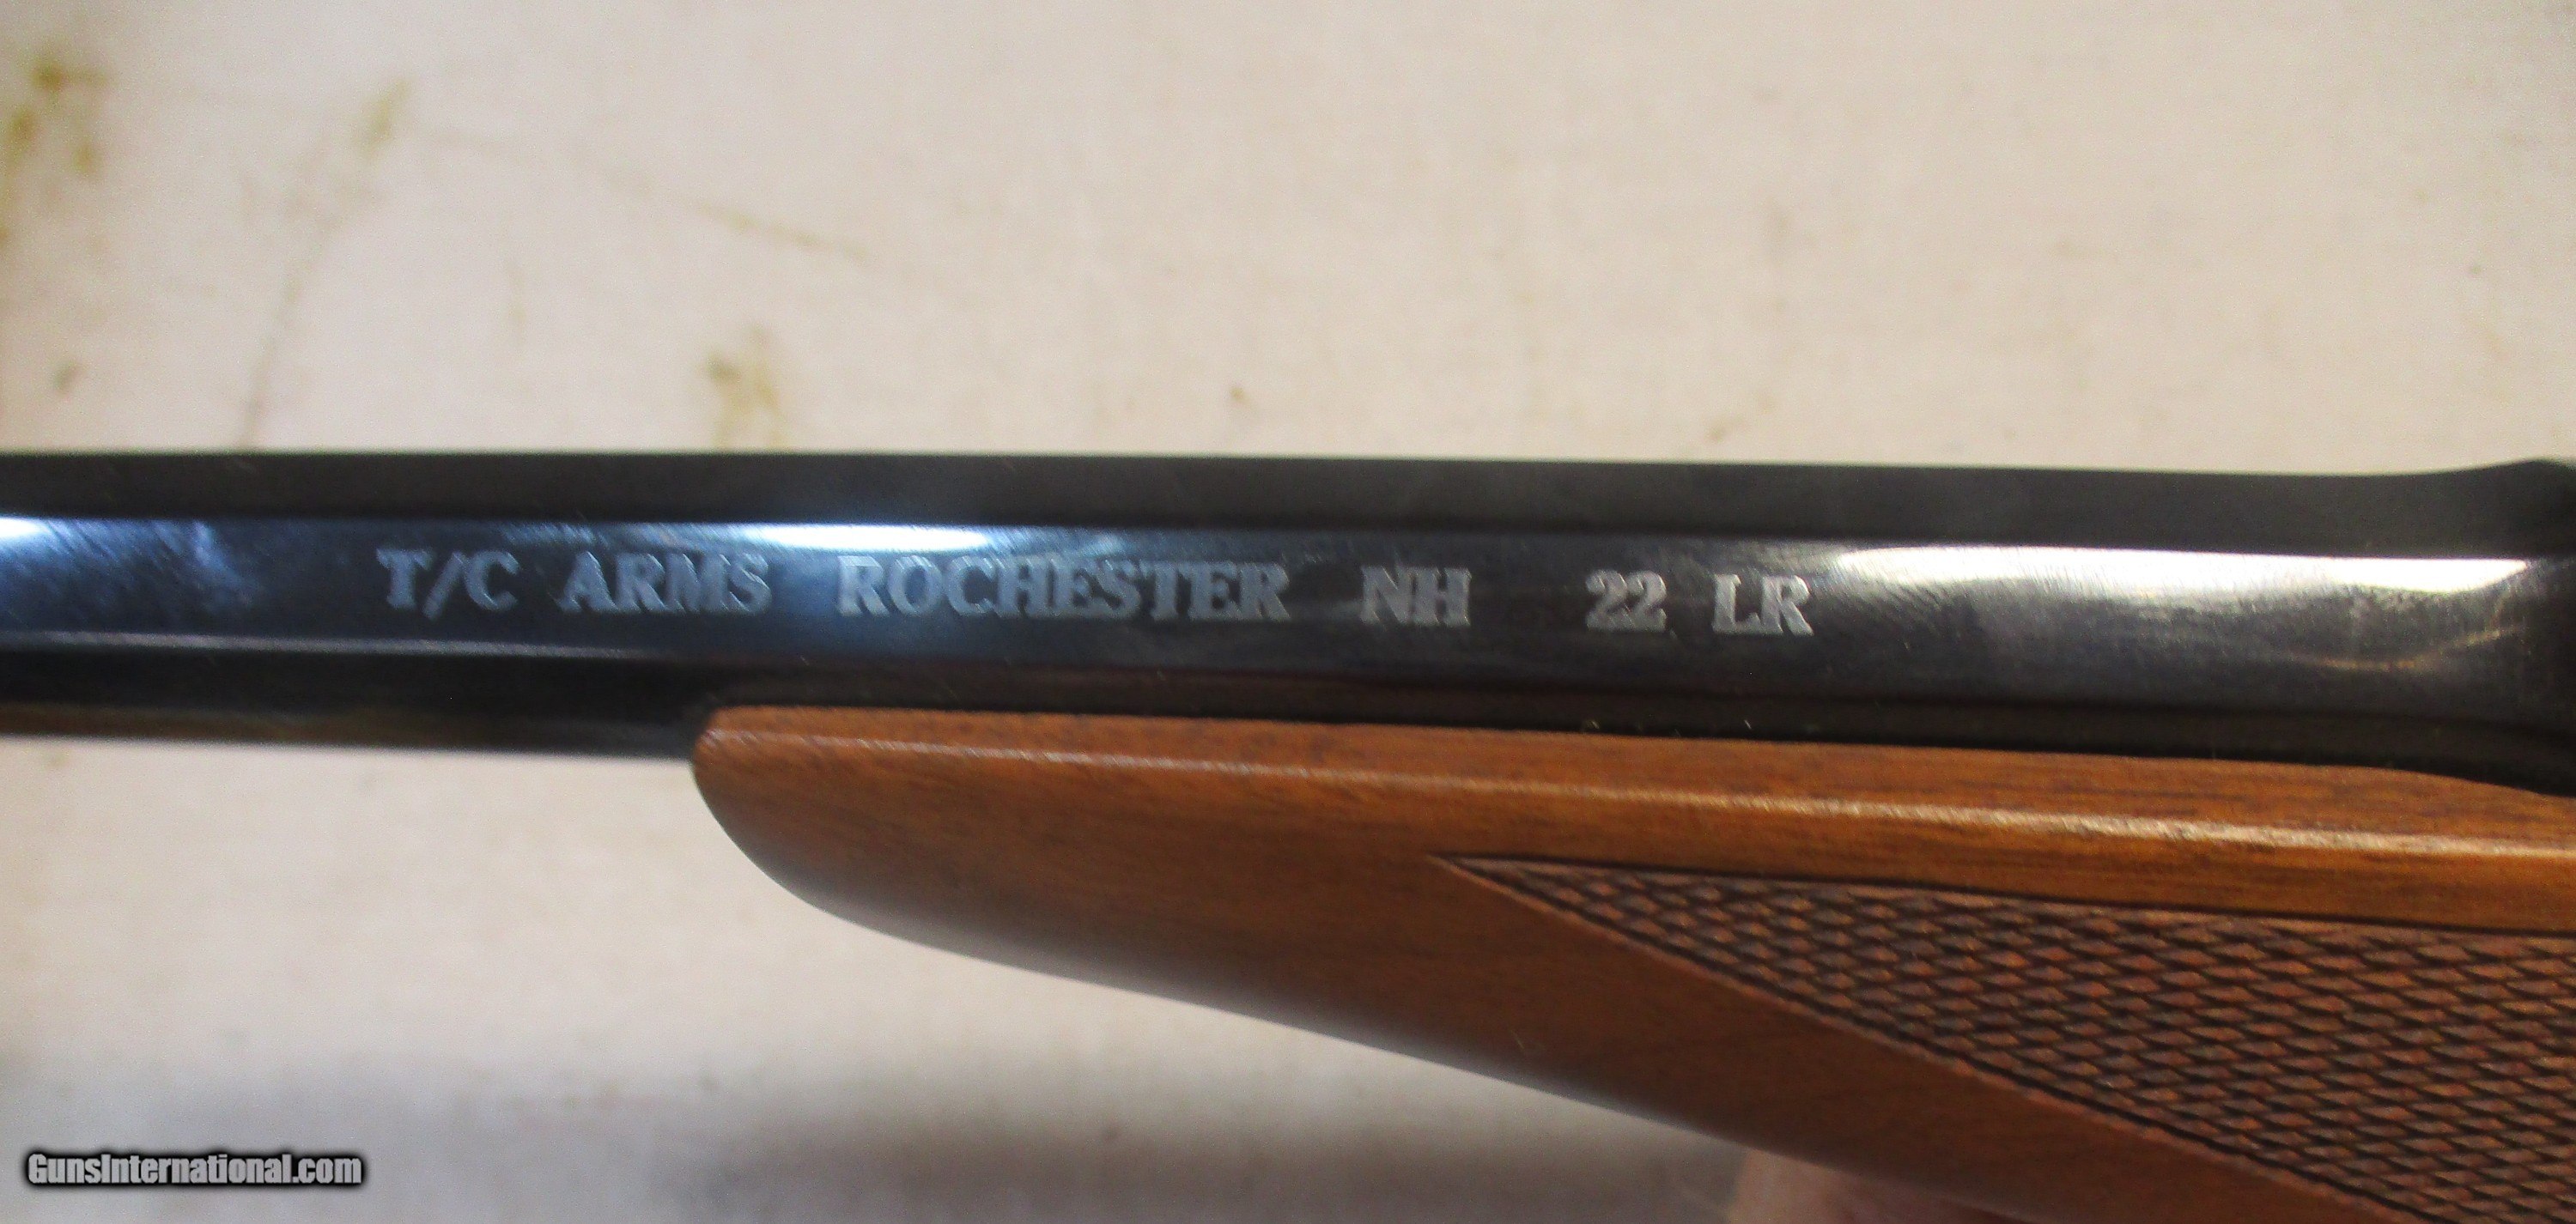 T/C ARMS ROCHESTER NH 22 LR
GunsInternational.com